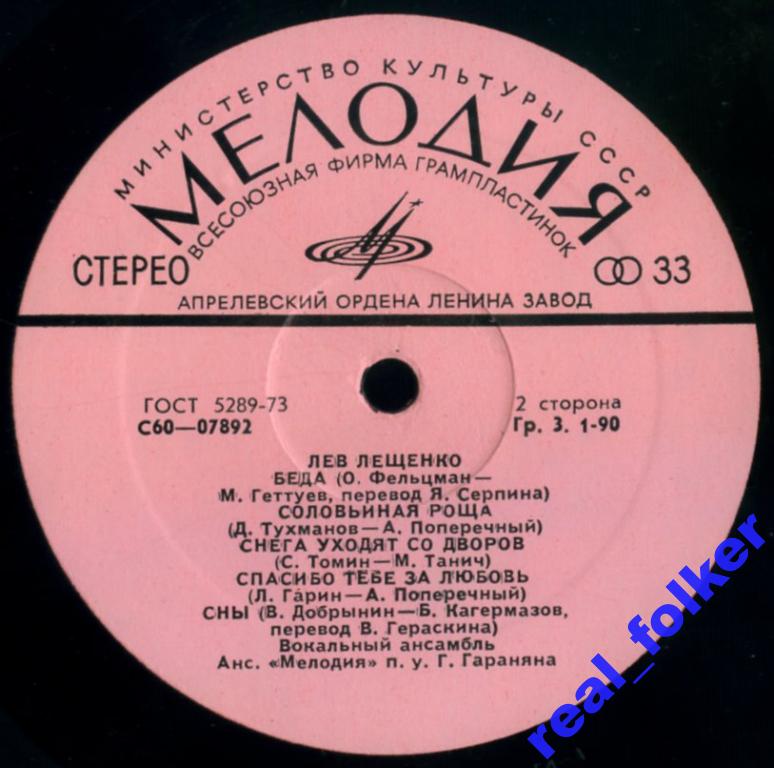 МИНИСТЕРСТВО КУЛЬТУРЫ СССР
МЕЛОДИЯ
ВСЕСОЮЗНАЯ ФИРМА ГРАМПЛАСТИНОК
СТЕРЕО
33
АПРЕЛЕВСКИЙ ОРДЕНА ЛЕНИНА ЗАВОД
ГОСТ 5289-73
2 сторона
С60—07892
Гр. 3. 1-90
ЛЕВ ЛЕЩЕНКО
БЕДА (О. Фельцман—
М. Геттуев, перевод Я. Серпина)
СОЛОВЬИНАЯ РОЩА
(Д. Тухманов—А. Поперечный)
СНЕГА УХОДЯТ СО ДВОРОВ
(С. Томин—М. Танич)
СПАСИБО ТЕБЕ ЗА ЛЮБОВЬ
(Л. Гарин—А. Поперечный)
СНЫ (В. Добрынин—Б. Кагермазов,
перевод В. Гераскина)
Вокальный ансамбль
Анс. «Мелодия» п. у. Г. Гараняна
real_folker